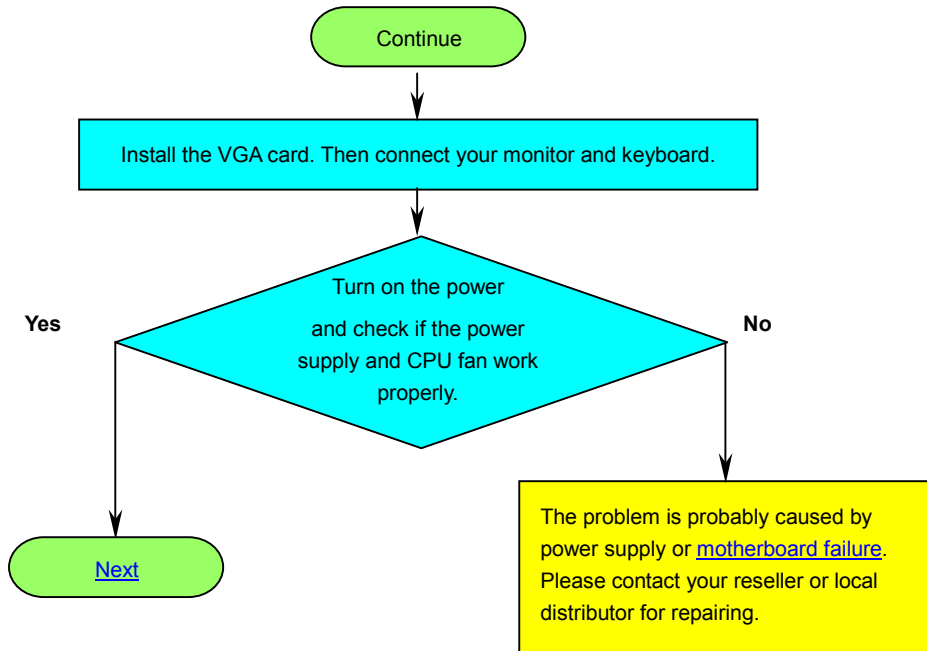 Continue
Install the VGA card. Then connect your monitor and keyboard.
Turn on the power
and check if the power
supply and CPU fan work
properly.
Yes
No
Next
The problem is probably caused by
power supply or motherboard failure.
Please contact your reseller or local
distributor for repairing.